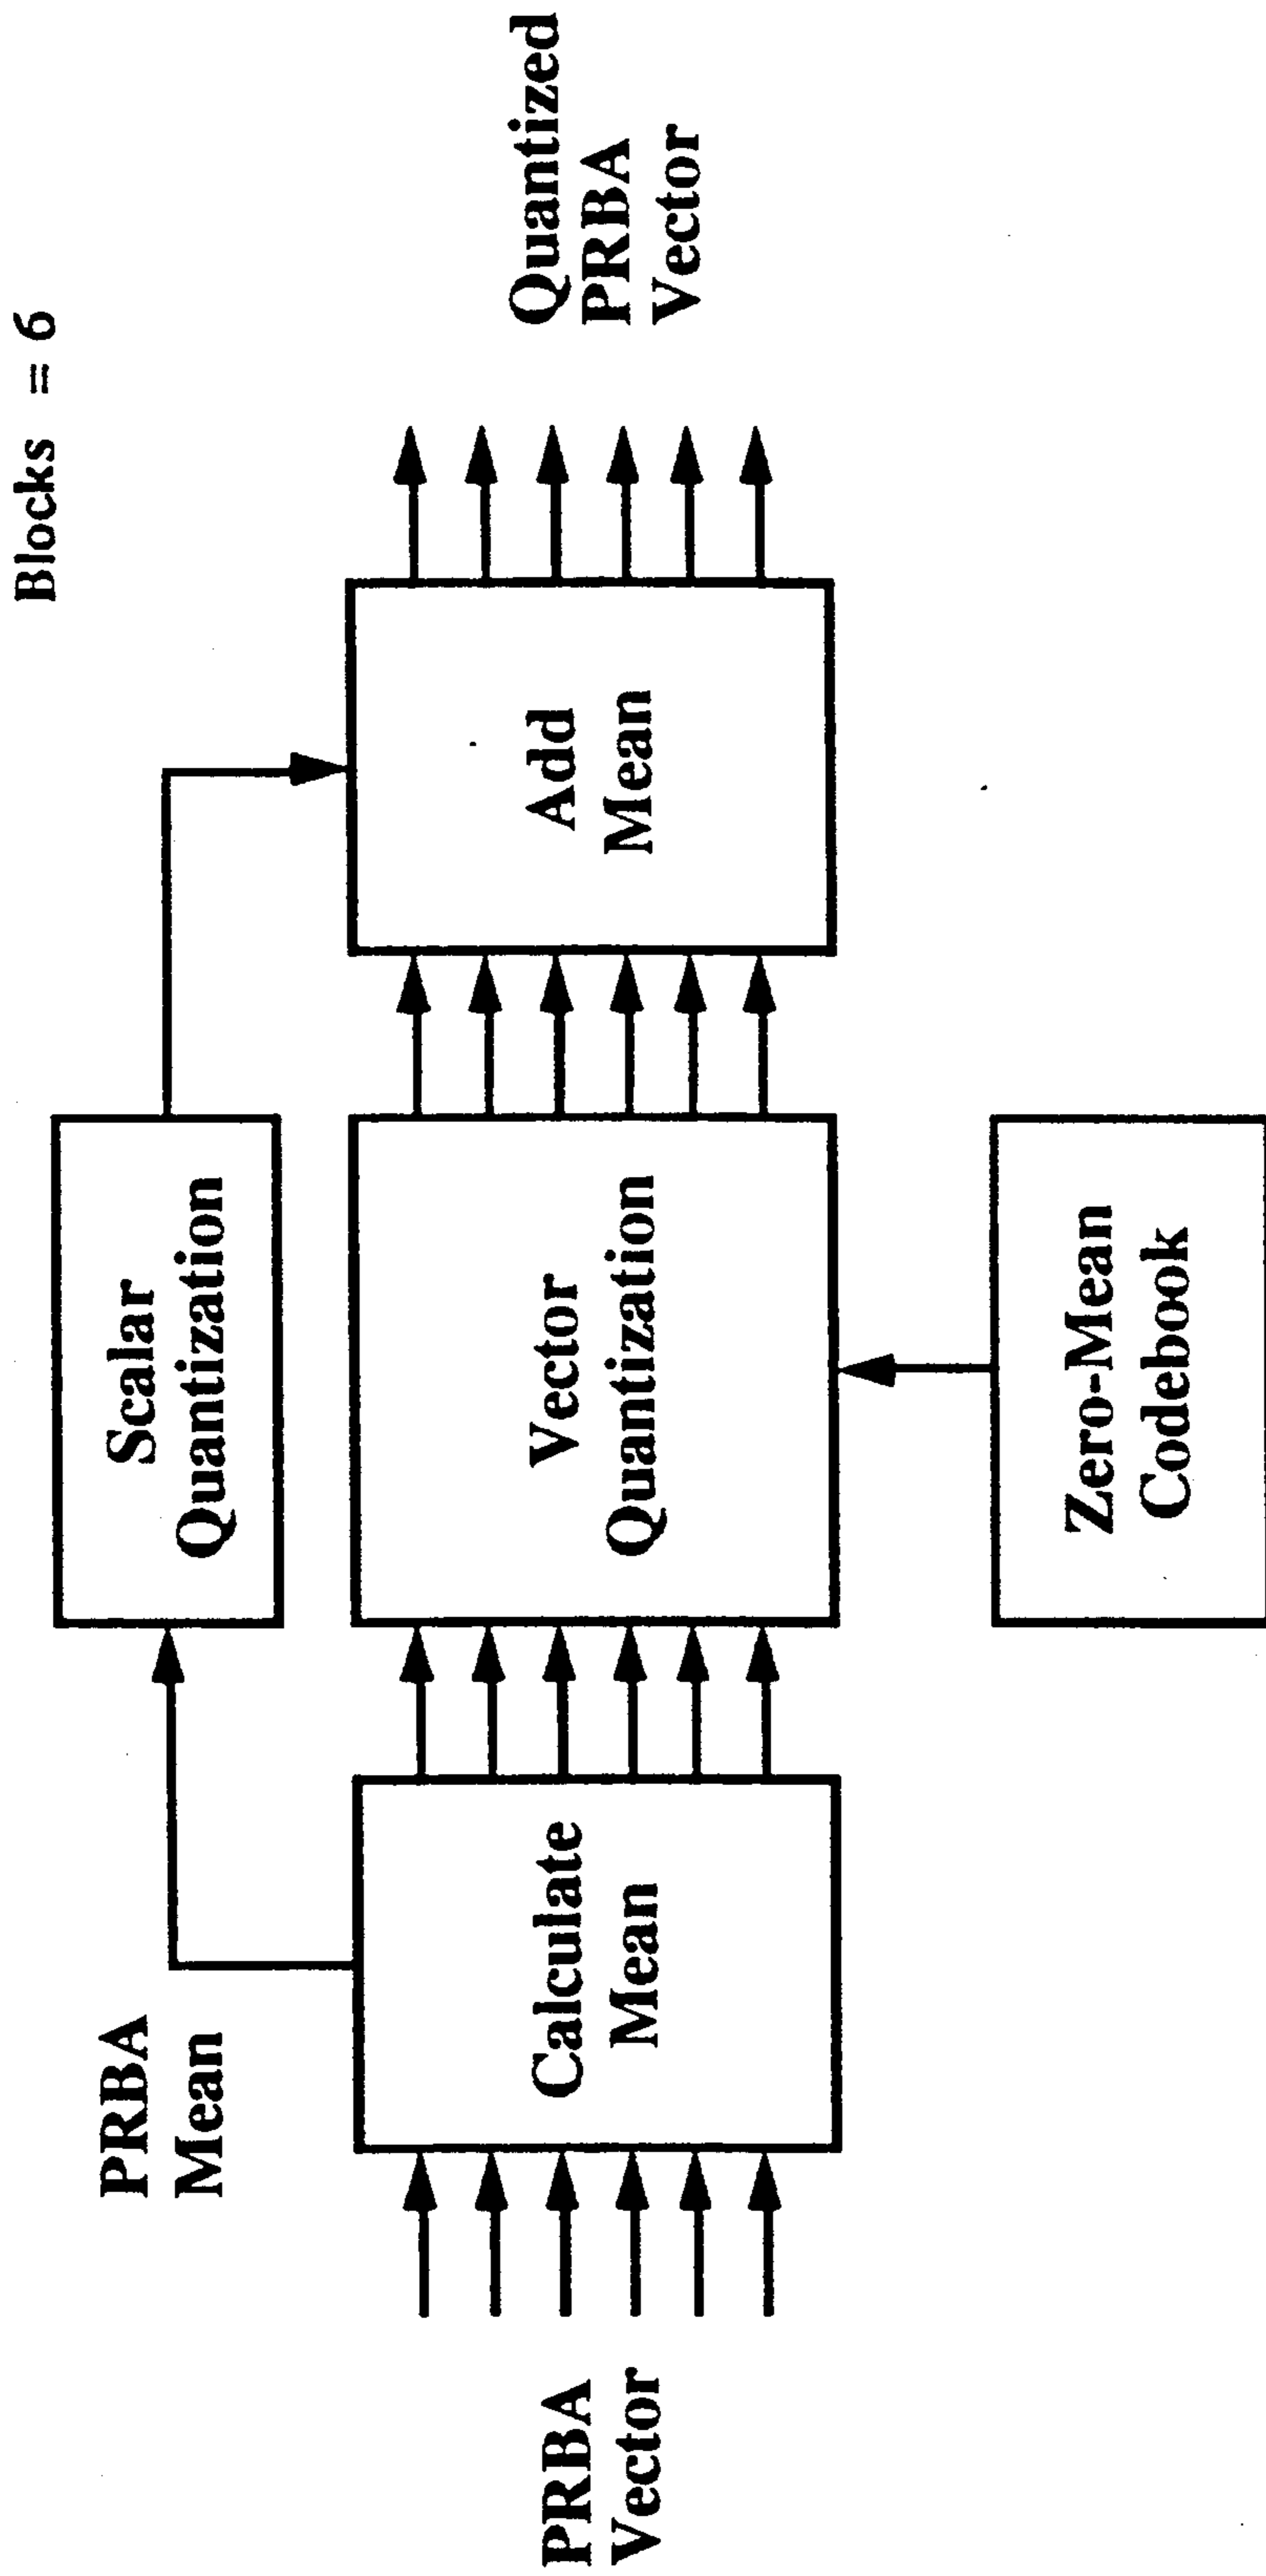 Blocks = 6
PRBA
Mean
Scalar
Quantization
PRBA
Vector
Calculate
Mean
Vector
Quantization
Add
Mean
Quantized
PRBA
Vector
Zero-Mean
Codebook